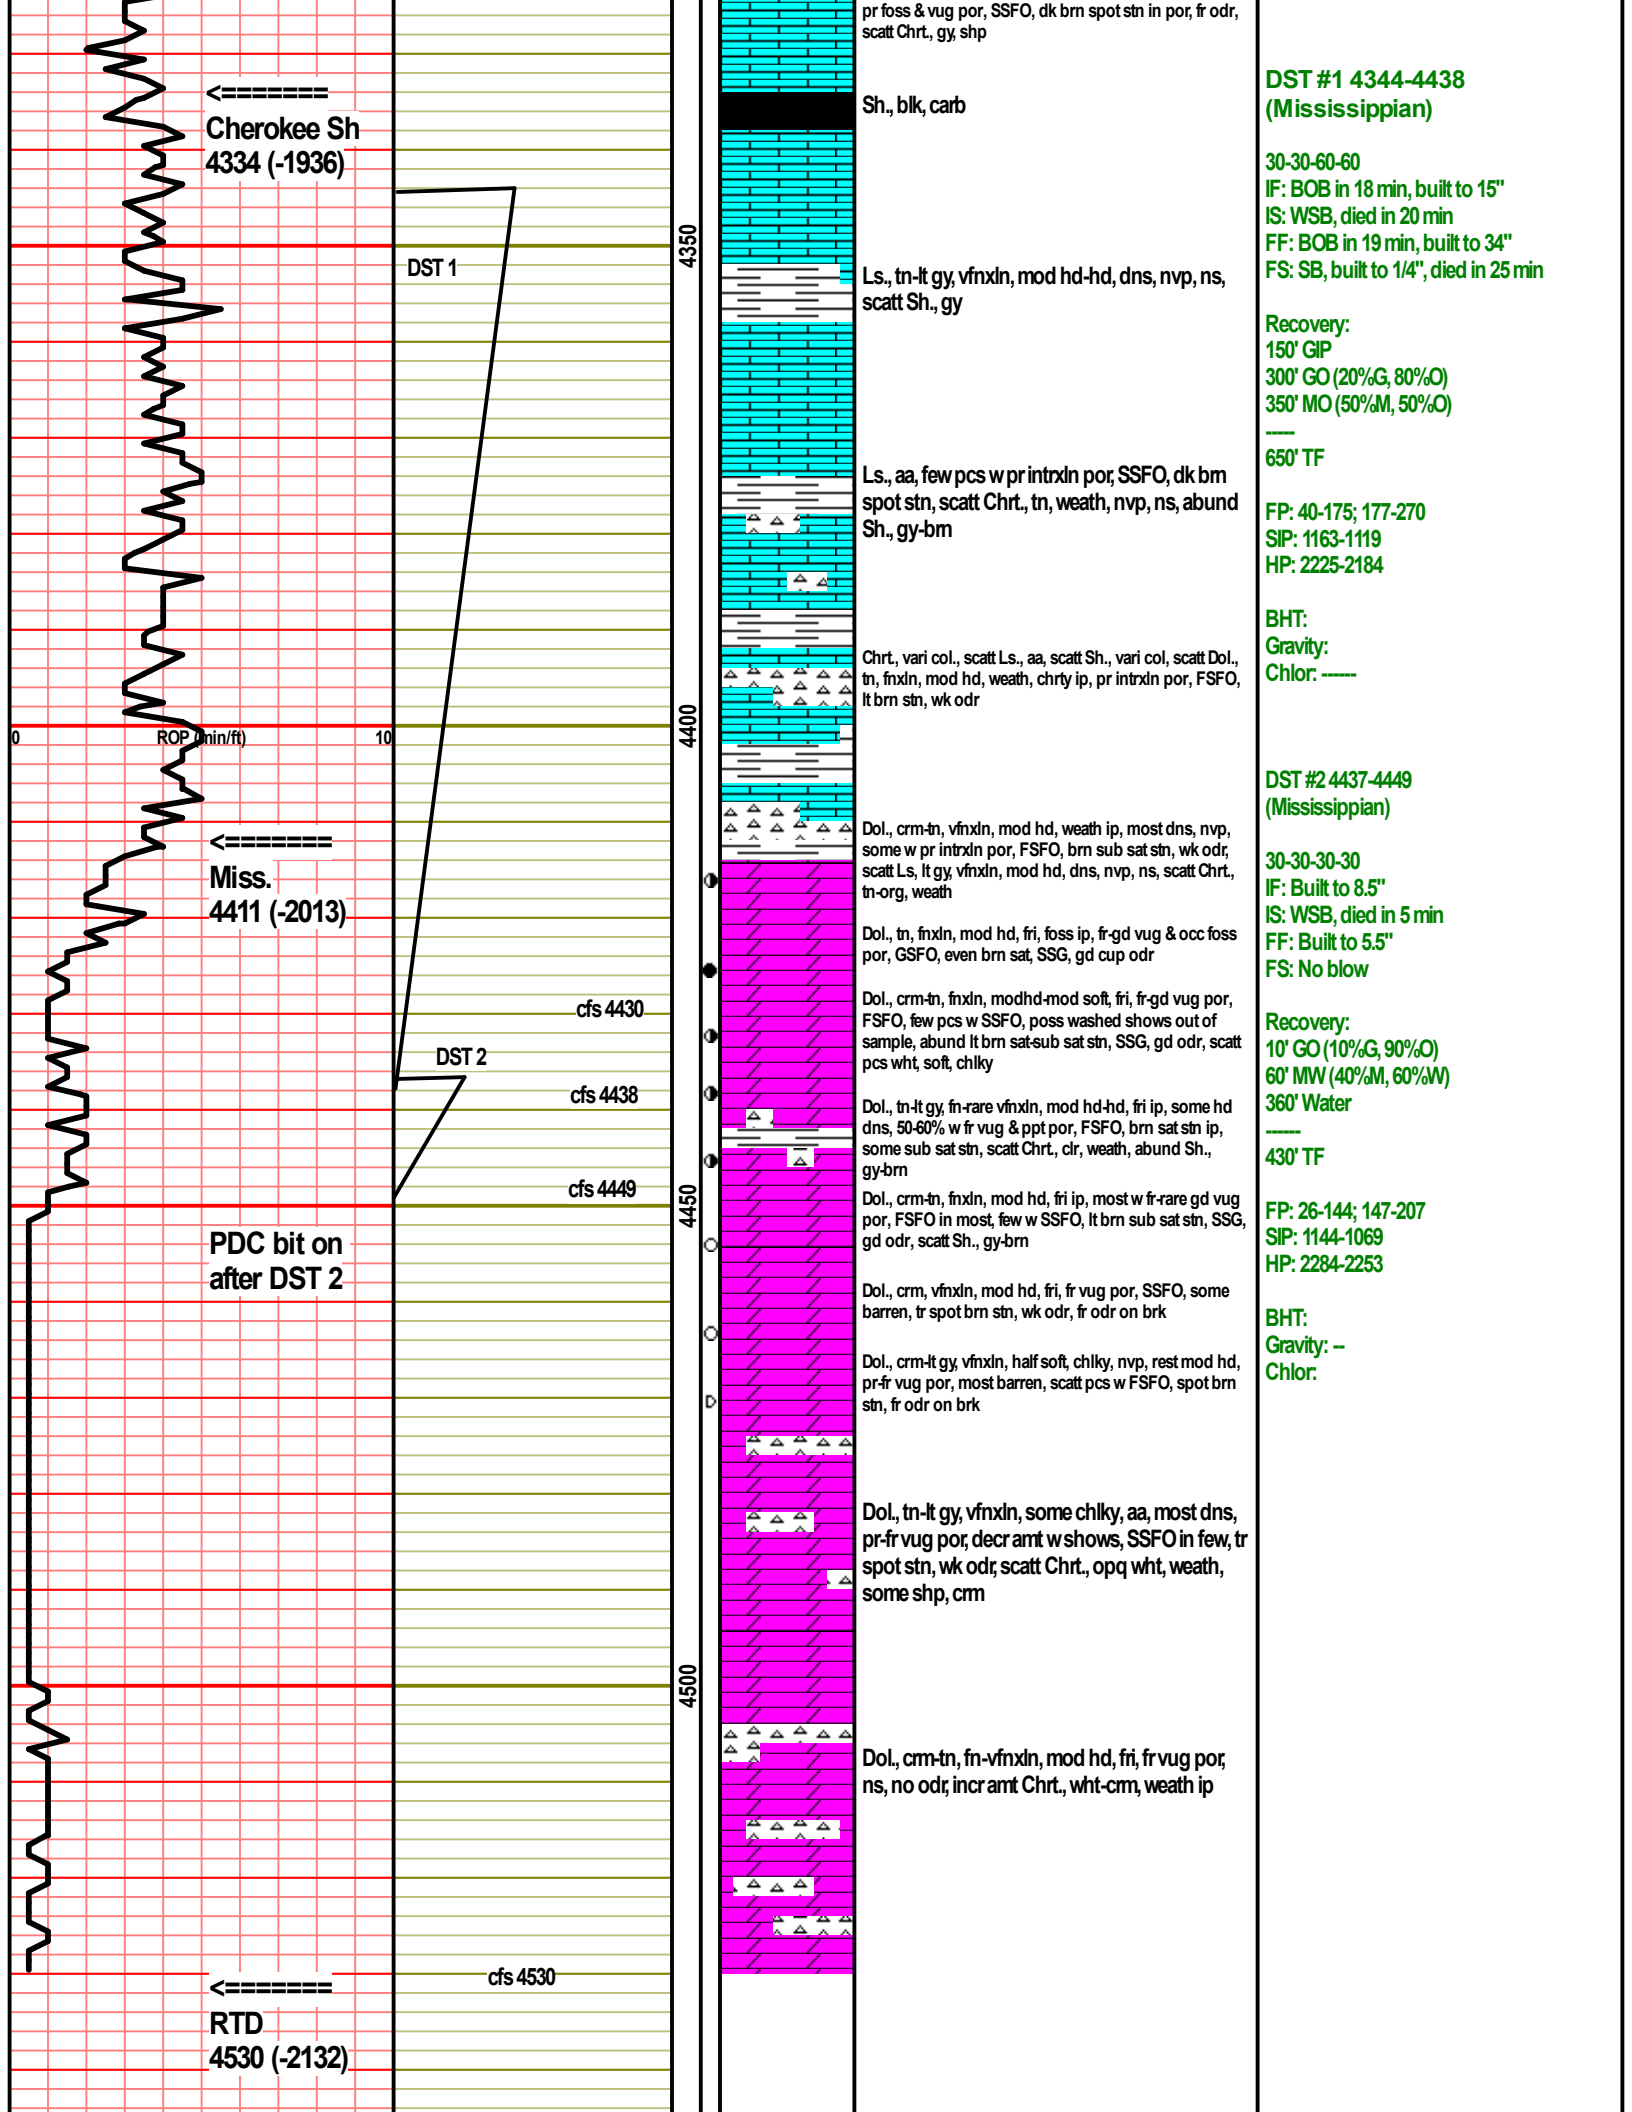 pr foss & vug por, SSFO, dk brn spot stn in por, fr odr,
scatt Chrt., gy, shp
<=======
Cherokee Sh
4334 (-1936)
Sh., blk, carb
DST #1 4344-4438
(Mississippian)
30-30-60-60
IF: BOB in 18 min, built to 15"
IS: WSB, died in 20 min
FF: BOB in 19 min, built to 34"
FS: SB, built to 1/4", died in 25 min
Recovery:
150' GIP
300' GO (20%G, 80%O)
350' MO (50%M, 50%O)
-----
650' TF
FP: 40-175; 177-270
SIP: 1163-1119
HP: 2225-2184
BHT:
Gravity:
Chlor: ------
DST 1
4350
Ls., tn-lt gy, vfnxln, mod hd-hd, dns, nvp, ns,
scatt Sh., gy
Ls., aa, few pcs w pr intrxln por, SSFO, dk brn
spot stn, scatt Chrt., tn, weath, nvp, ns, abund
Sh., gy-brn
Chrt., vari col., scatt Ls., aa, scatt Sh., vari col, scatt Dol.,
tn, fnxln, mod hd, weath, chrty ip, pr intrxln por, FSFO,
lt brn stn, wk odr
0 ROP (min/ft) 10
4400
DST #2 4437-4449
(Mississippian)
30-30-30-30
IF: Built to 8.5"
IS: WSB, died in 5 min
FF: Built to 5.5"
FS: No blow
Recovery:
10' GO (10%G, 90%O)
60' MW (40%M, 60%W)
360' Water
------
430' TF
FP: 26-144; 147-207
SIP: 1144-1069
HP: 2284-2253
BHT:
Gravity: --
Chlor:
<=======
Miss.
4411 (-2013)
Dol., crm-tn, vfnxln, mod hd, weath ip, most dns, nvp,
some w pr intrxln por, FSFO, brn sub sat stn, wk odr,
scatt Ls, lt gy, vfnxln, mod hd, dns, nvp, ns, scatt Chrt.,
tn-org, weath
Dol., tn, fnxln, mod hd, fri, foss ip, fr-gd vug & occ foss
por, GSFO, even brn sat, SSG, gd cup odr
cfs 4430
Dol., crm-tn, fnxln, modhd-mod soft, fri, fr-gd vug por,
FSFO, few pcs w SSFO, poss washed shows out of
sample, abund lt brn sat-sub sat stn, SSG, gd odr, scatt
pcs wht, soft, chlky
DST 2
cfs 4438
Dol., tn-lt gy, fn-rare vfnxln, mod hd-hd, fri ip, some hd
dns, 50-60% w fr vug & ppt por, FSFO, brn sat stn ip,
some sub sat stn, scatt Chrt., clr, weath, abund Sh.,
gy-brn
cfs 4449
4450
Dol., crm-tn, fnxln, mod hd, fri ip, most w fr-rare gd vug
por, FSFO in most, few w SSFO, lt brn sub sat stn, SSG,
gd odr, scatt Sh., gy-brn
PDC bit on
after DST 2
Dol., crm, vfnxln, mod hd, fri, fr vug por, SSFO, some
barren, tr spot brn stn, wk odr, fr odr on brk
Dol., crm-lt gy, vfnxln, half soft, chlky, nvp, rest mod hd,
pr-fr vug por, most barren, scatt pcs w FSFO, spot brn
stn, fr odr on brk
Dol., tn-lt gy, vfnxln, some chlky, aa, most dns,
pr-fr vug por, decr amt w shows, SSFO in few, tr
spot stn, wk odr, scatt Chrt., opq wht, weath,
some shp, crm
4500
Dol., crm-tn, fn-vfnxln, mod hd, fri, fr vug por,
ns, no odr, incr amt Chrt., wht-crm, weath ip
cfs 4530
<=======
RTD
4530 (-2132)